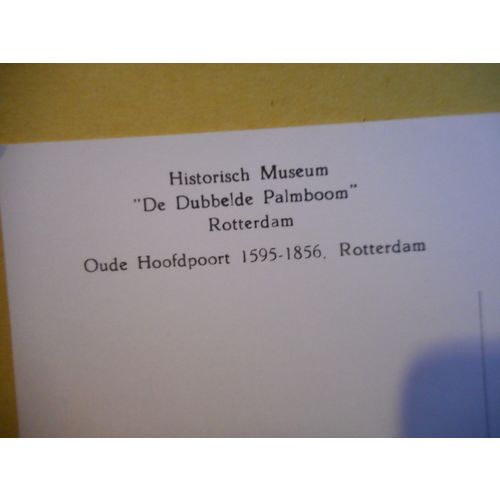 Historisch Museum
"De Dubbelde Palmboom"
Rotterdam
Oude Hoofdpoort 1595-1856, Rotterdam